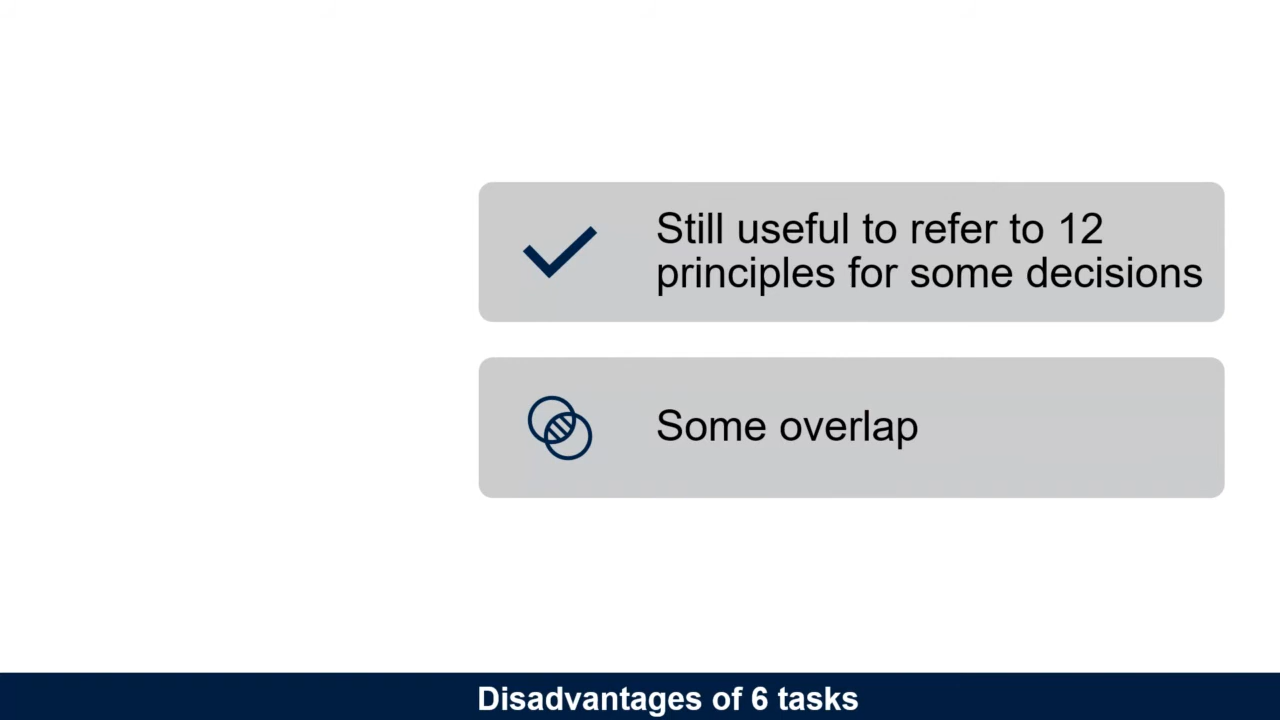 Still useful to refer to 12
principles for some decisions
Some overlap
Disadvantages of 6 tasks